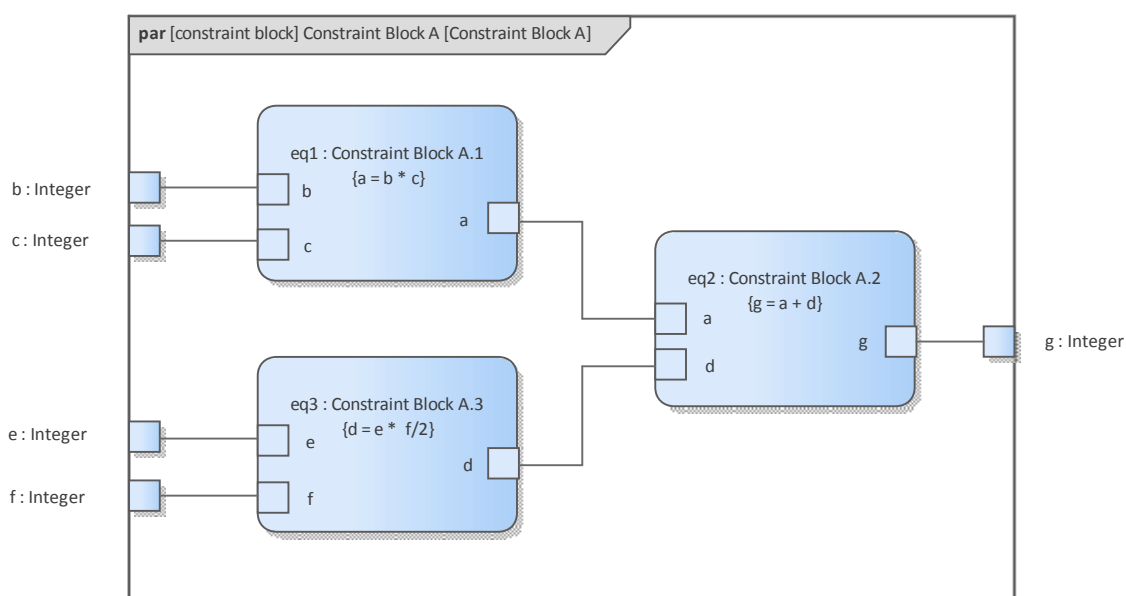 par [constraint block] Constraint Block A [Constraint Block A]
eq1 : Constraint Block A.1
{a = b * c}
b : Integer
b
a
c : Integer
c
eq2 : Constraint Block A.2
{g = a + d}
a
g
g : Integer
d
eq3 : Constraint Block A.3
{d = e *  f/2}
e : Integer
e
d
f : Integer
f